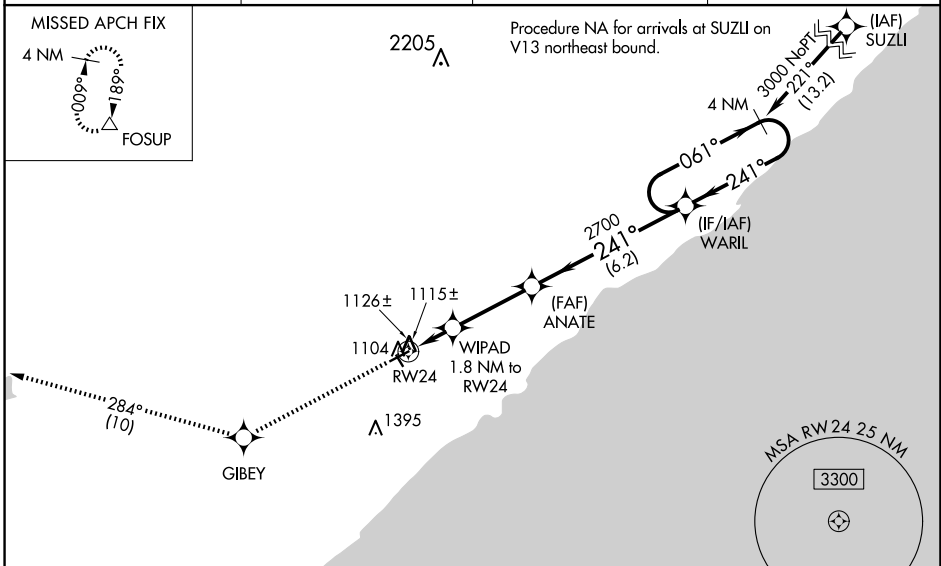 MISSED APCH FIX
4 NM
009°
189°
FOSUP
2205
Procedure NA for arrivals at SUZLI on
V13 northeast bound.
(IAF)
SUZLI
3000 NoPT
221°
(13.2)
4 NM
061°
241°
(IF/IAF)
WARIL
2700
241°
(6.2)
(FAF)
ANATE
1126±
1115±
1104
RW24
WIPAD
1.8 NM to
RW24
1395
284°
(10)
GIBEY
MSA RW24 25 NM
3300